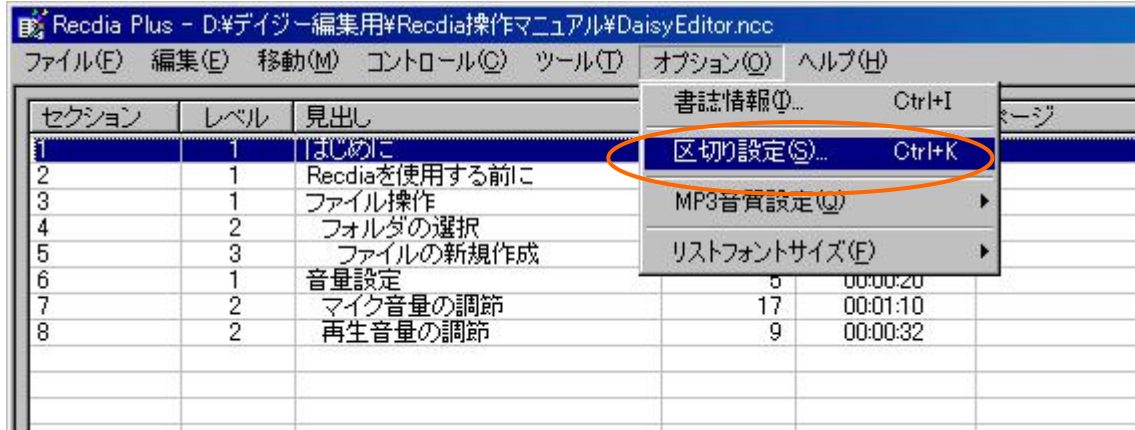 Recdia Plus - D:¥デイジー編集用¥Recdia操作マニュアル¥DaisyEditor.ncc
ファイル(F) 編集(E) 移動(M) コントロール(C) ツール(T) オプション(O) ヘルプ(H)
書誌情報(I)... Ctrl+I
区切り設定(S)... Ctrl+K
MP3音質設定(Q)
リストフォントサイズ(F)
セクション レベル 見出し ページ
1 1 はじめに
2 1 Recdiaを使用する前に
3 1 ファイル操作
4 2 フォルダの選択
5 3 ファイルの新規作成
6 1 音量設定 5 00:00:20
7 2 マイク音量の調節 17 00:01:10
8 2 再生音量の調節 9 00:00:32